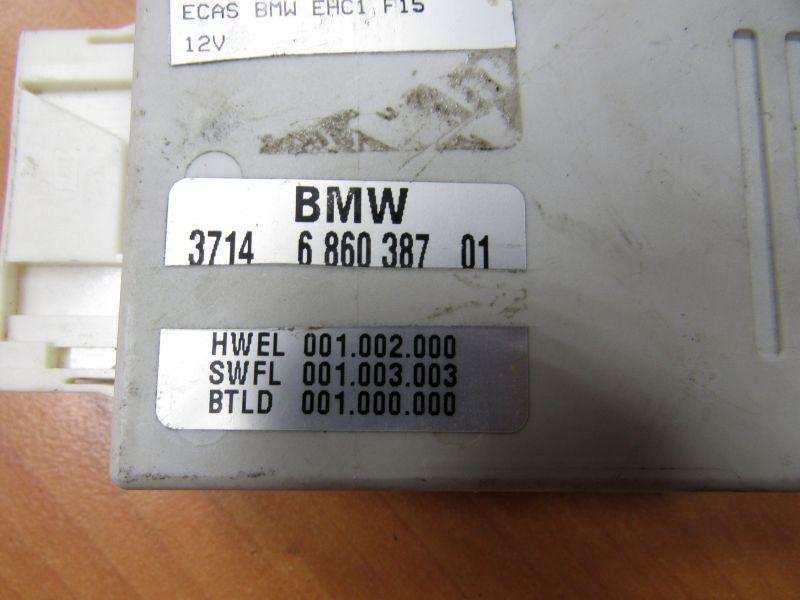 ECAS BMW EHC1 F15
12V
BMW
3714 6 860 387 01
HWEL 001.002.000
SWFL 001.003.003
BTLD 001.000.000